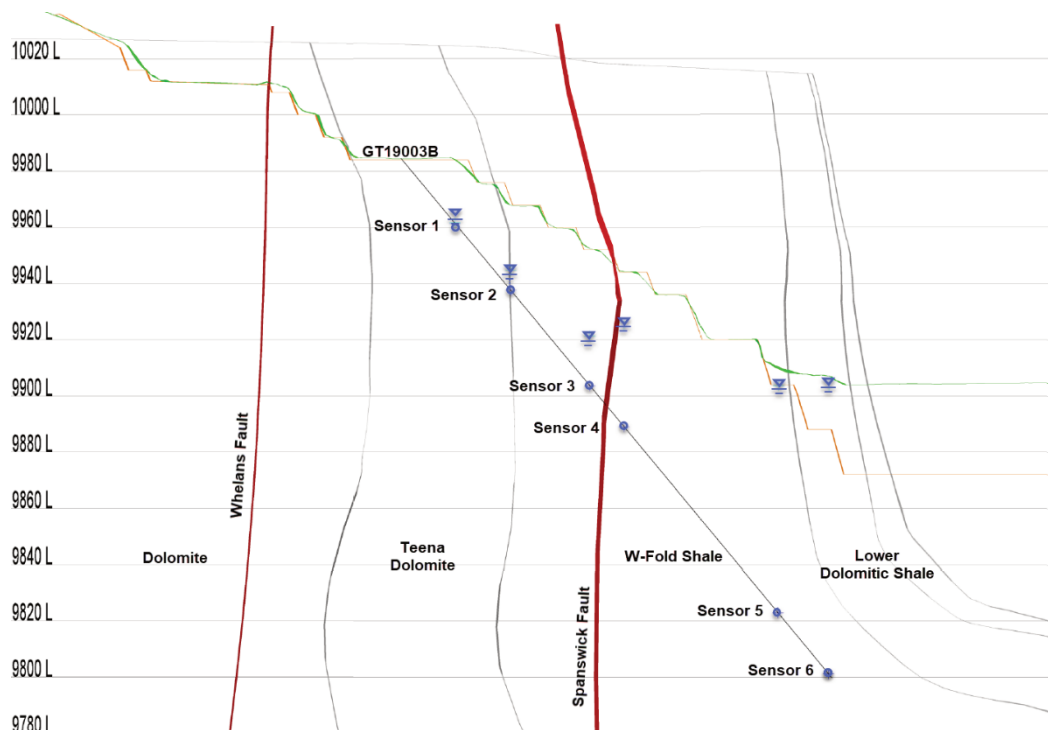 10020 L
10000 L
GT19003B
9980 L
9960 L
Sensor 1
9940 L
Sensor 2
9920 L
9900 L
Sensor 3
Sensor 4
9880 L
9860 L
Whelans Fault
9840 L
Dolomite
Teena
Dolomite
W-Fold Shale
Lower
Dolomitic Shale
9820 L
Sensor 5
Spanswick Fault
9800 L
Sensor 6
9780 L